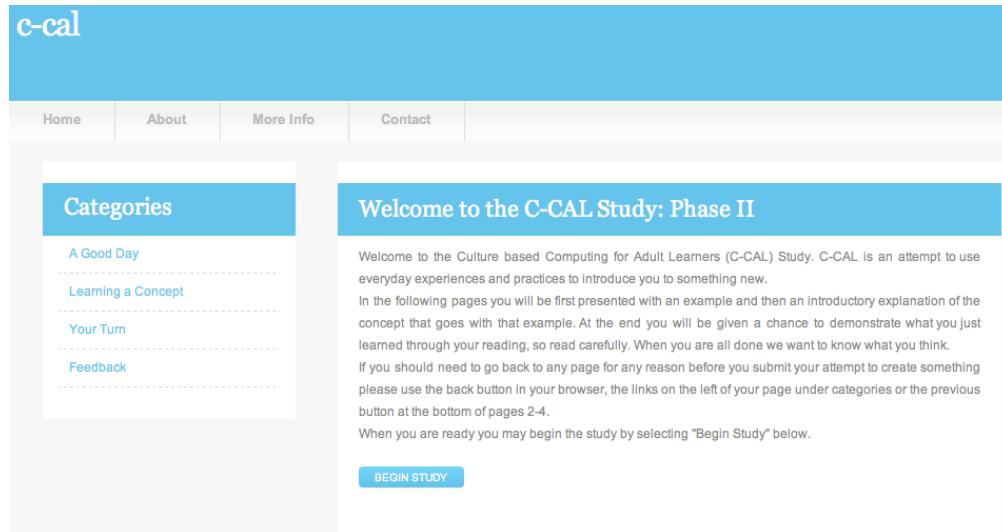 c-cal
Home About More Info Contact
Categories
A Good Day
Learning a Concept
Your Turn
Feedback
Welcome to the C-CAL Study: Phase II
Welcome to the Culture based Computing for Adult Learners (C-CAL) Study. C-CAL is an attempt to use
everyday experiences and practices to introduce you to something new.
In the following pages you will be first presented with an example and then an introductory explanation of the
concept that goes with that example. At the end you will be given a chance to demonstrate what you just
learned through your reading, so read carefully. When you are all done we want to know what you think.
If you should need to go back to any page for any reason before you submit your attempt to create something
please use the back button in your browser, the links on the left of your page under categories or the previous
button at the bottom of pages 2-4.
When you are ready you may begin the study by selecting "Begin Study" below.
BEGIN STUDY